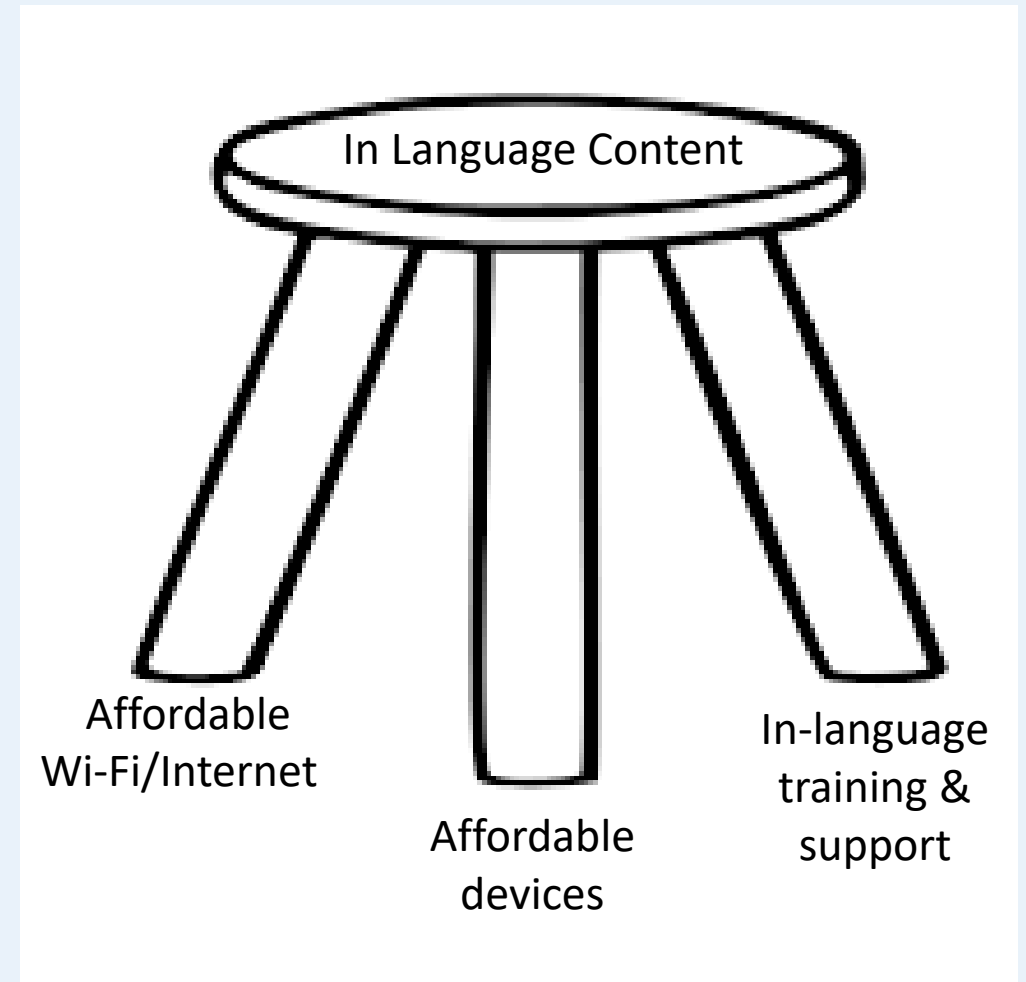 In Language Content
Affordable
Wi-Fi/Internet
Affordable
devices
In-language
training &
support